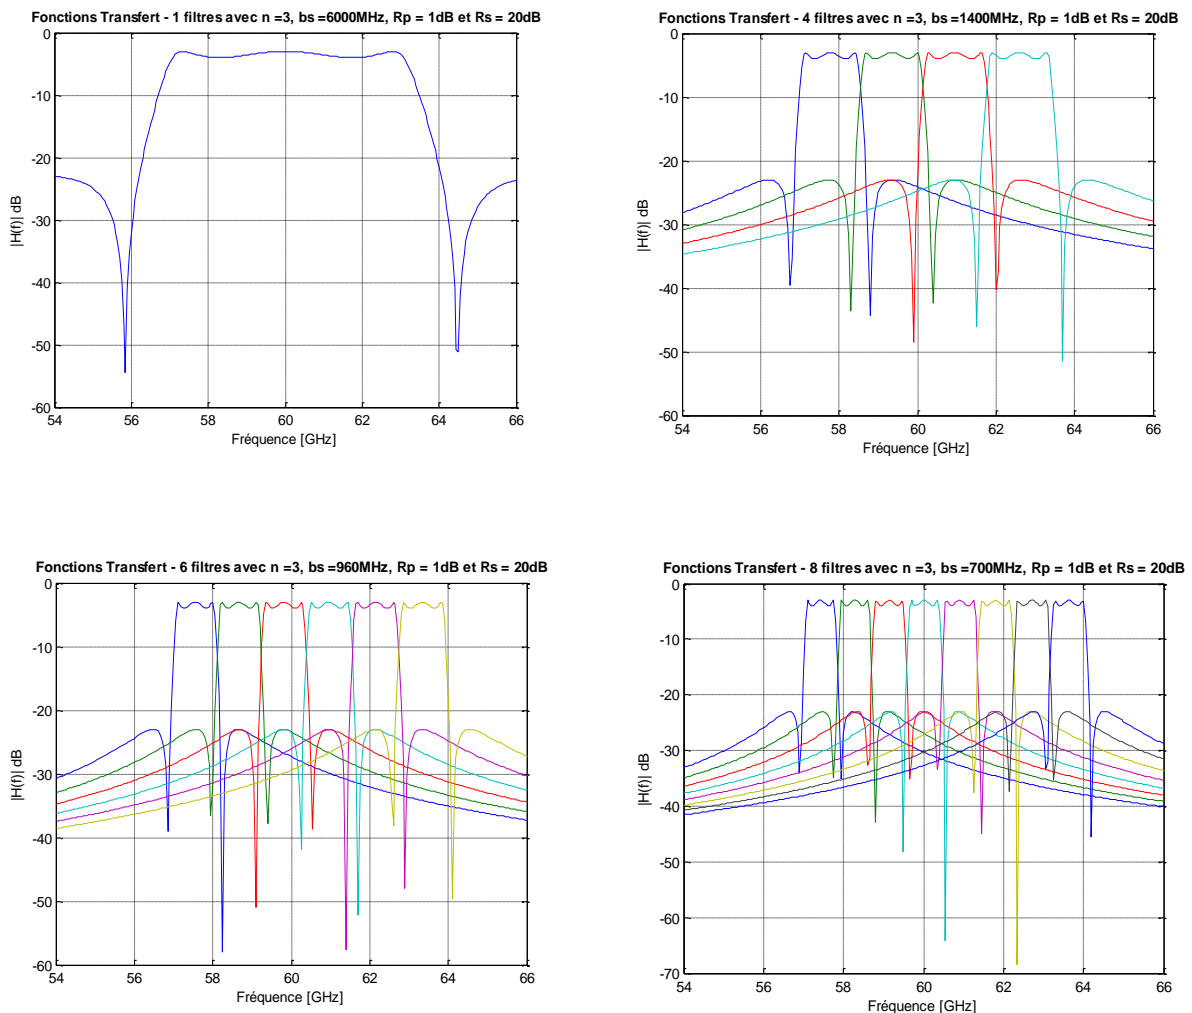 Fonctions Transfert - 1 filtres avec n =3, bs =6000MHz, Rp = 1dB et Rs = 20dB
0
-10
-20
-30
-40
-50
-60
|H(f)| dB
54 56 58 60 62 64 66
Fréquence [GHz]
Fonctions Transfert - 4 filtres avec n =3, bs =1400MHz, Rp = 1dB et Rs = 20dB
0
-10
-20
-30
-40
-50
-60
|H(f)| dB
54 56 58 60 62 64 66
Fréquence [GHz]
Fonctions Transfert - 6 filtres avec n =3, bs =960MHz, Rp = 1dB et Rs = 20dB
0
-10
-20
-30
-40
-50
-60
|H(f)| dB
54 56 58 60 62 64 66
Fréquence [GHz]
Fonctions Transfert - 8 filtres avec n =3, bs =700MHz, Rp = 1dB et Rs = 20dB
0
-10
-20
-30
-40
-50
-60
-70
|H(f)| dB
54 56 58 60 62 64 66
Fréquence [GHz]